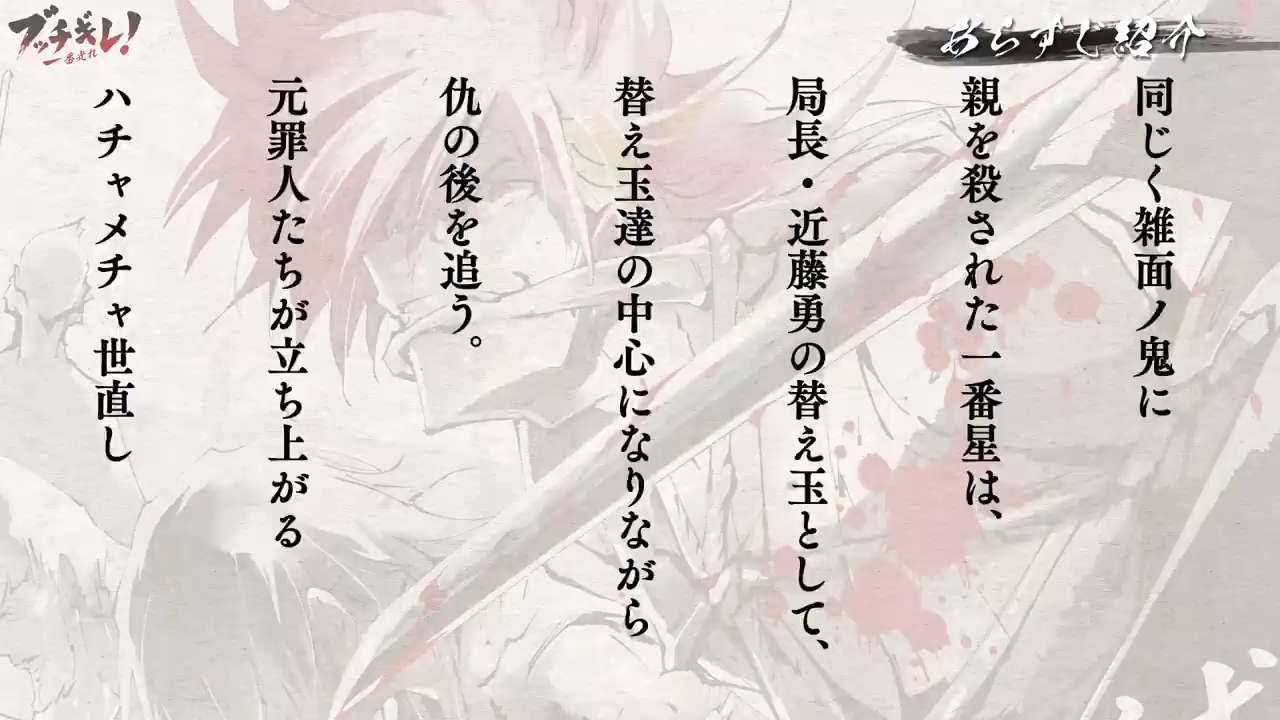 ブッチギレ!
一番光れ
あらすじ紹介
同じく雑面ノ鬼に
親を殺された一番星は、
局長・近藤勇の替え玉として、
替え玉達の中心になりながら
仇の後を追う。
元罪人たちが立ち上がる
ハチャメチャ世直し